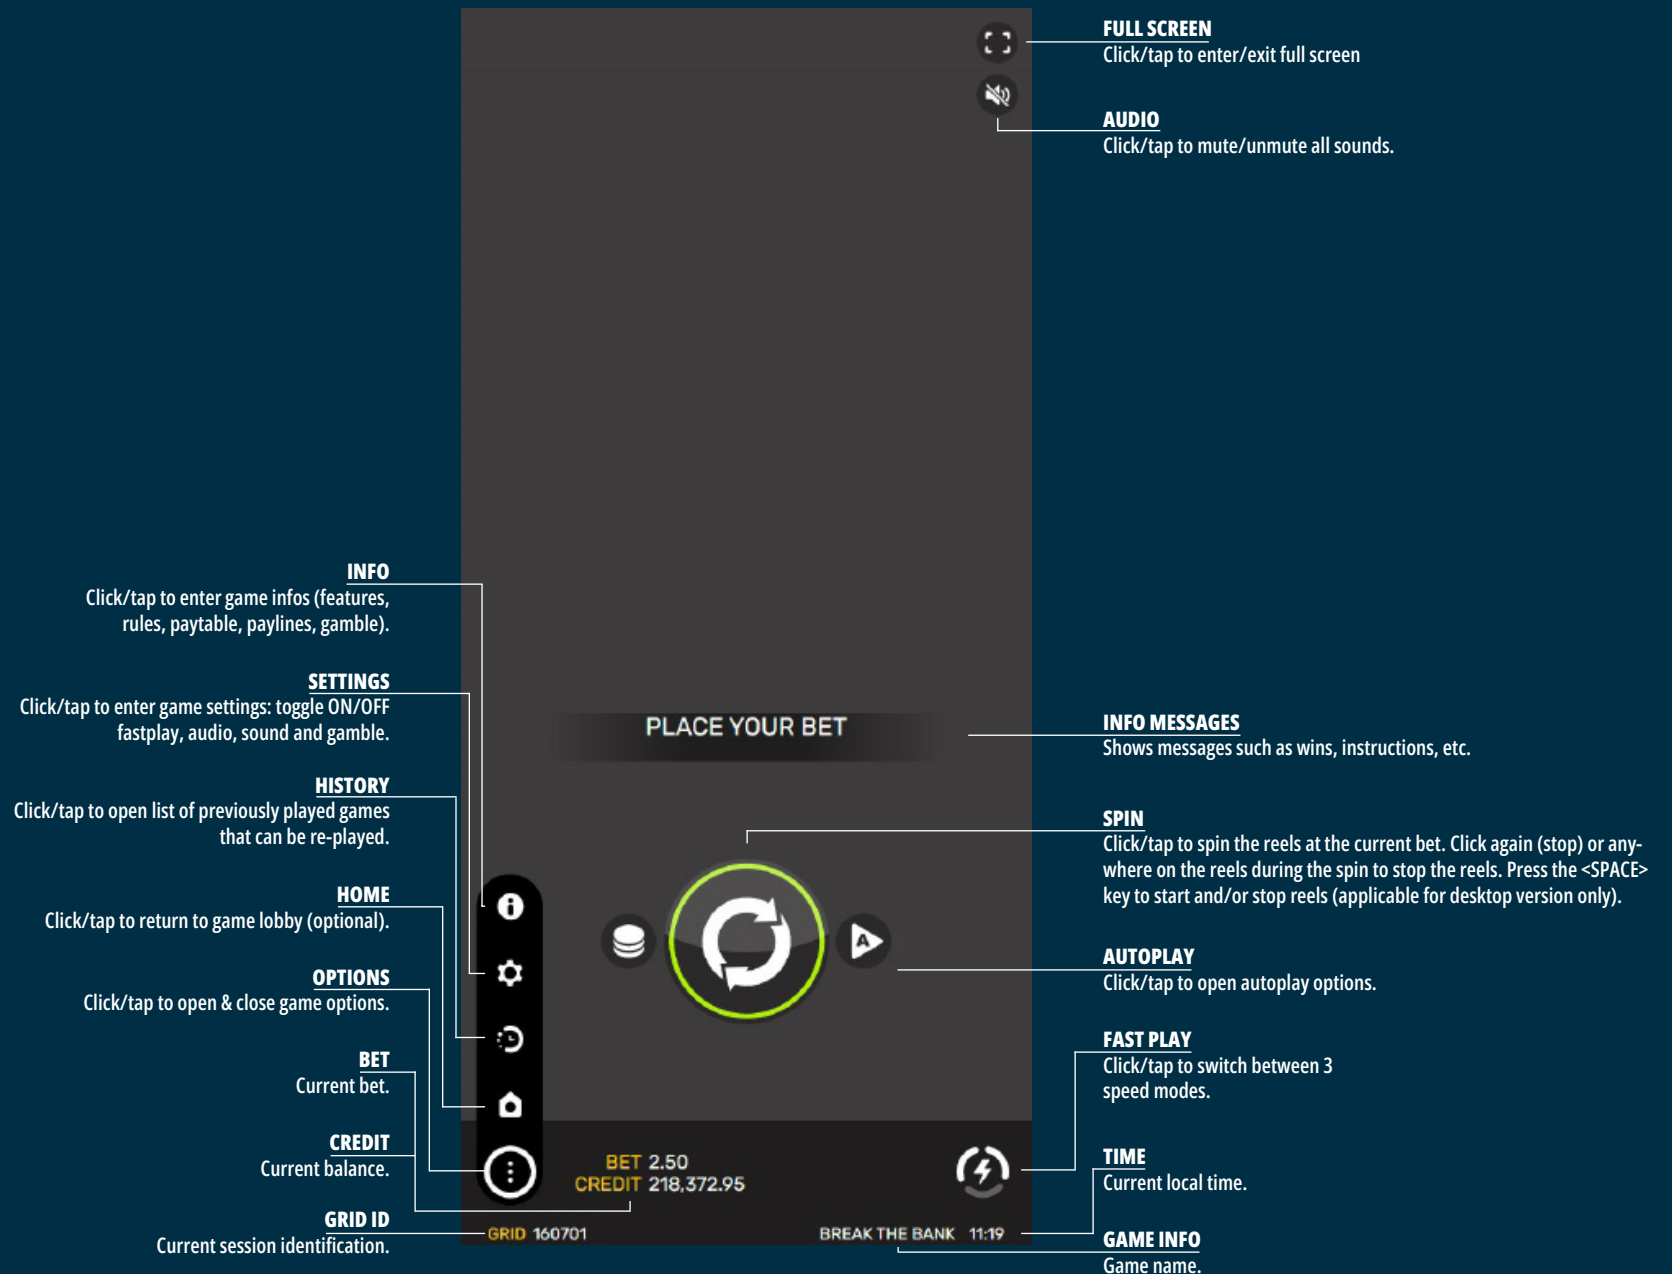 FULL SCREEN
Click/tap to enter/exit full screen
AUDIO
Click/tap to mute/unmute all sounds.
INFO
Click/tap to enter game infos (features,
rules, paytable, paylines, gamble).
SETTINGS
Click/tap to enter game settings: toggle ON/OFF
fastplay, audio, sound and gamble.
HISTORY
Click/tap to open list of previously played games
that can be re-played.
HOME
Click/tap to return to game lobby (optional).
OPTIONS
Click/tap to open & close game options.
BET
Current bet.
CREDIT
Current balance.
GRID ID
Current session identification.
PLACE YOUR BET
A
BET 2.50
CREDIT 218,372.95
GRID 160701
BREAK THE BANK 11:19
INFO MESSAGES
Shows messages such as wins, instructions, etc.
SPIN
Click/tap to spin the reels at the current bet. Click again (stop) or any-
where on the reels during the spin to stop the reels. Press the <SPACE>
key to start and/or stop reels (applicable for desktop version only).
AUTOPLAY
Click/tap to open autoplay options.
FAST PLAY
Click/tap to switch between 3
speed modes.
TIME
Current local time.
GAME INFO
Game name.